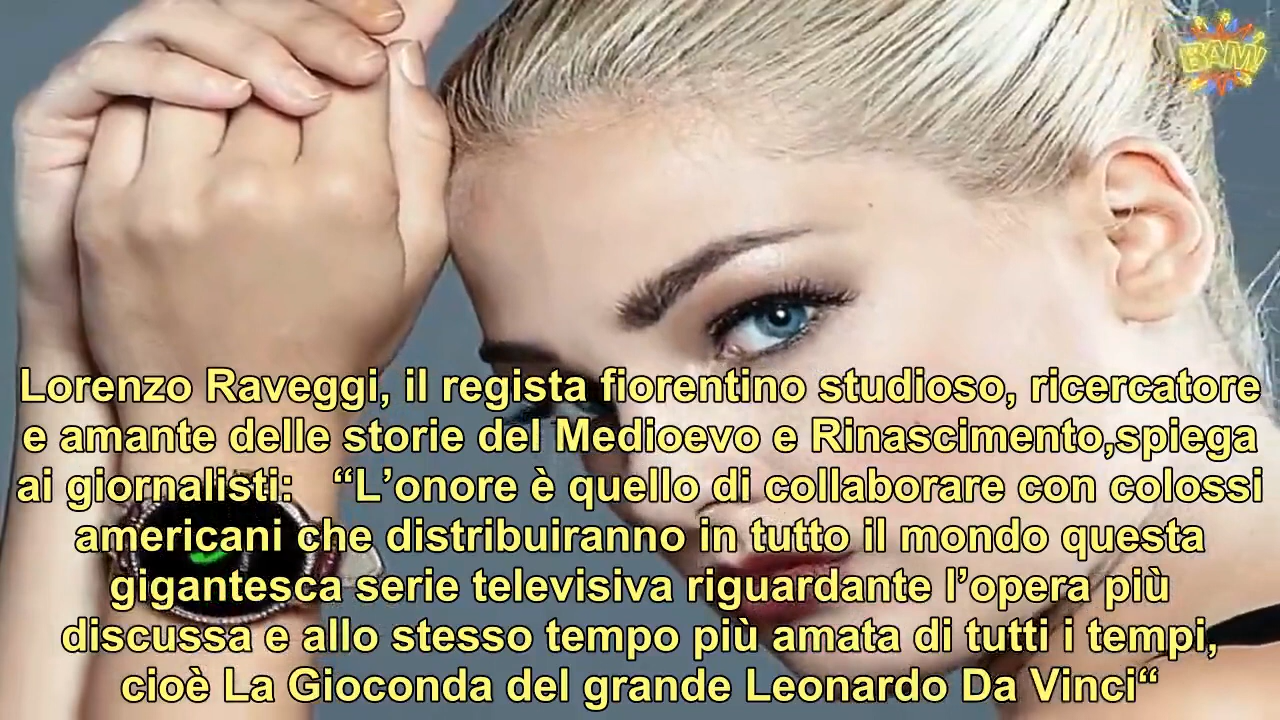 BAM!
Lorenzo Raveggi, il regista fiorentino studioso, ricercatore
e amante delle storie del Medioevo e Rinascimento,spiega
ai giornalisti:   “L’onore è quello di collaborare con colossi
americani che distribuiranno in tutto il mondo questa
gigantesca serie televisiva riguardante l’opera più
discussa e allo stesso tempo più amata di tutti i tempi,
cioè La Gioconda del grande Leonardo Da Vinci“